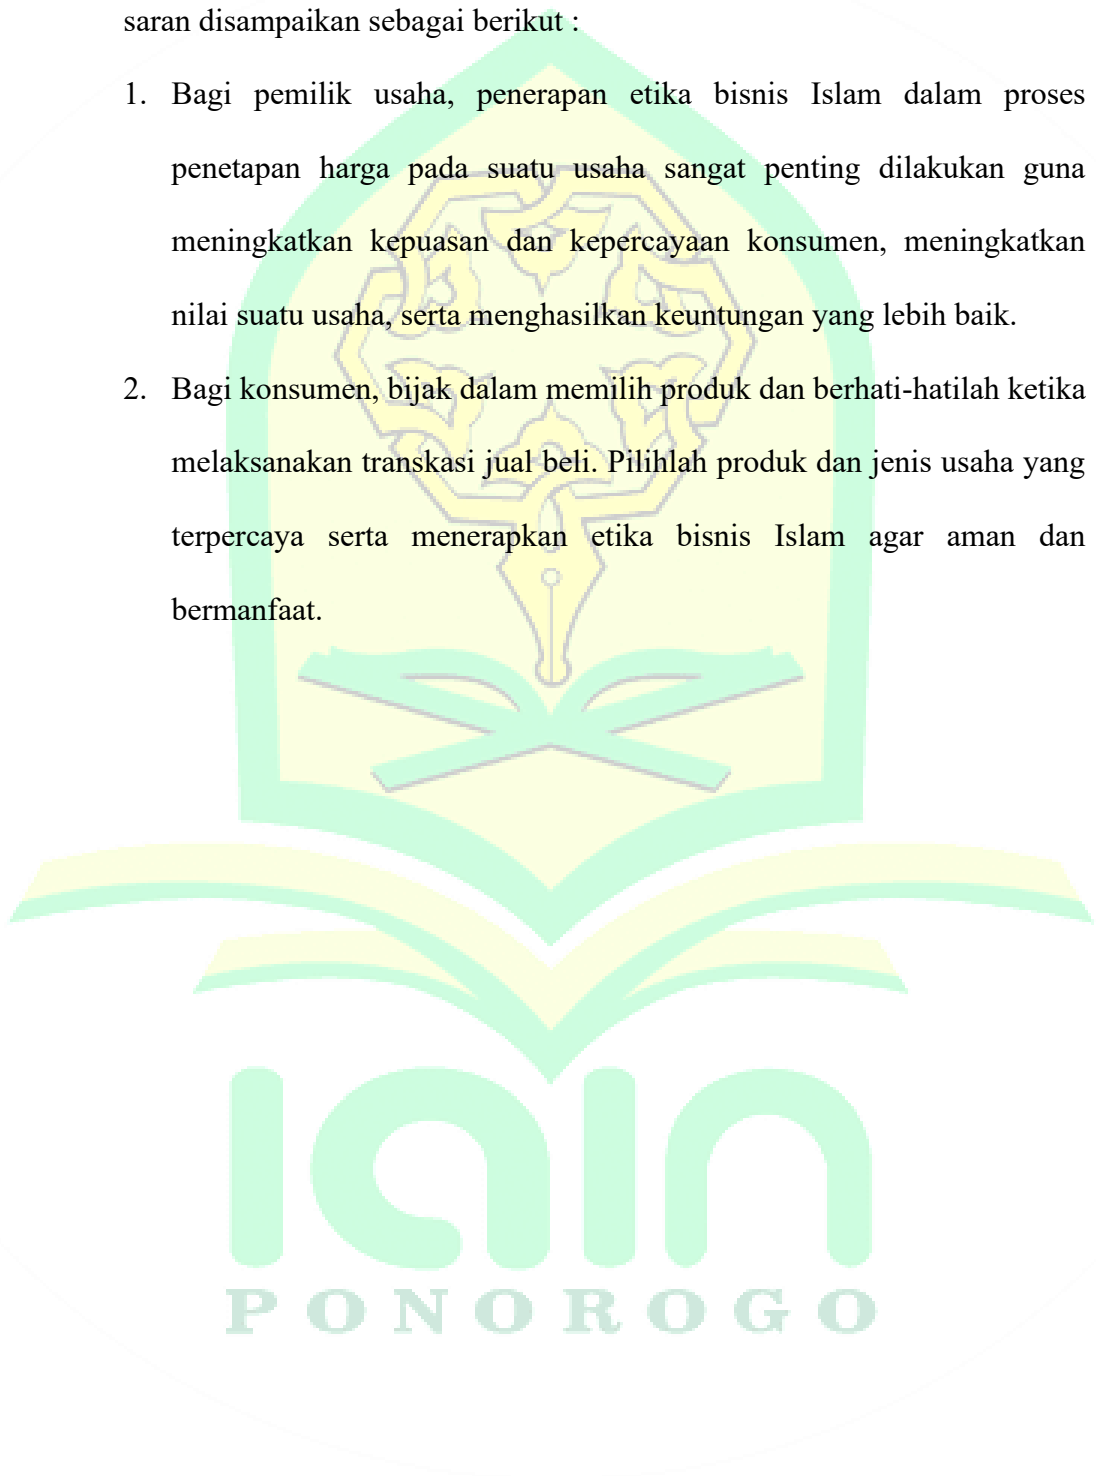 saran disampaikan sebagai berikut :
1. Bagi pemilik usaha, penerapan etika bisnis Islam dalam proses
penetapan harga pada suatu usaha sangat penting dilakukan guna
meningkatkan kepuasan dan kepercayaan konsumen, meningkatkan
nilai suatu usaha, serta menghasilkan keuntungan yang lebih baik.
2. Bagi konsumen, bijak dalam memilih produk dan berhati-hatilah ketika
melaksanakan transkasi jual beli. Pilihlah produk dan jenis usaha yang
terpercaya serta menerapkan etika bisnis Islam agar aman dan
bermanfaat.
iain
PONOROGO